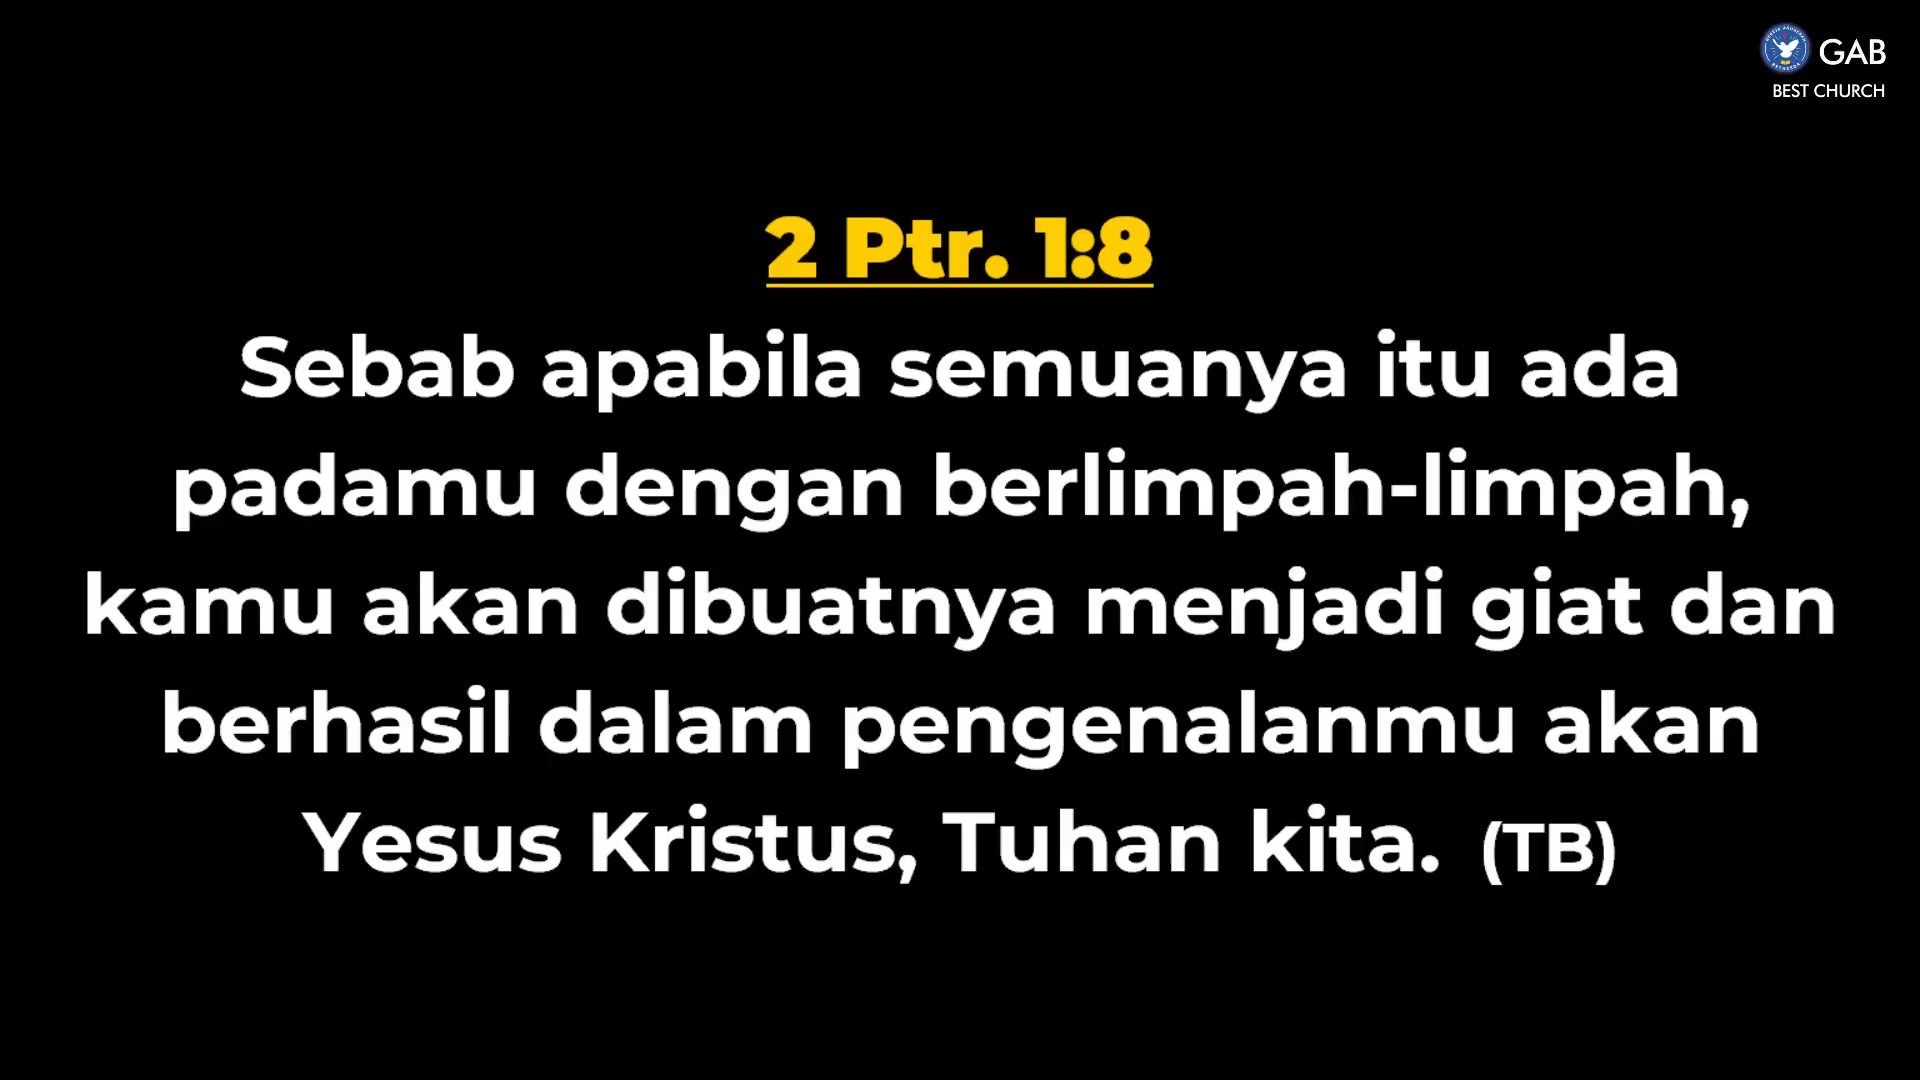 GAB
BEST CHURCH
2 Ptr. 1:8
Sebab apabila semuanya itu ada
padamu dengan berlimpah-limpah,
kamu akan dibuatnya menjadi giat dan
berhasil dalam pengenalanmu akan
Yesus Kristus, Tuhan kita. (TB)